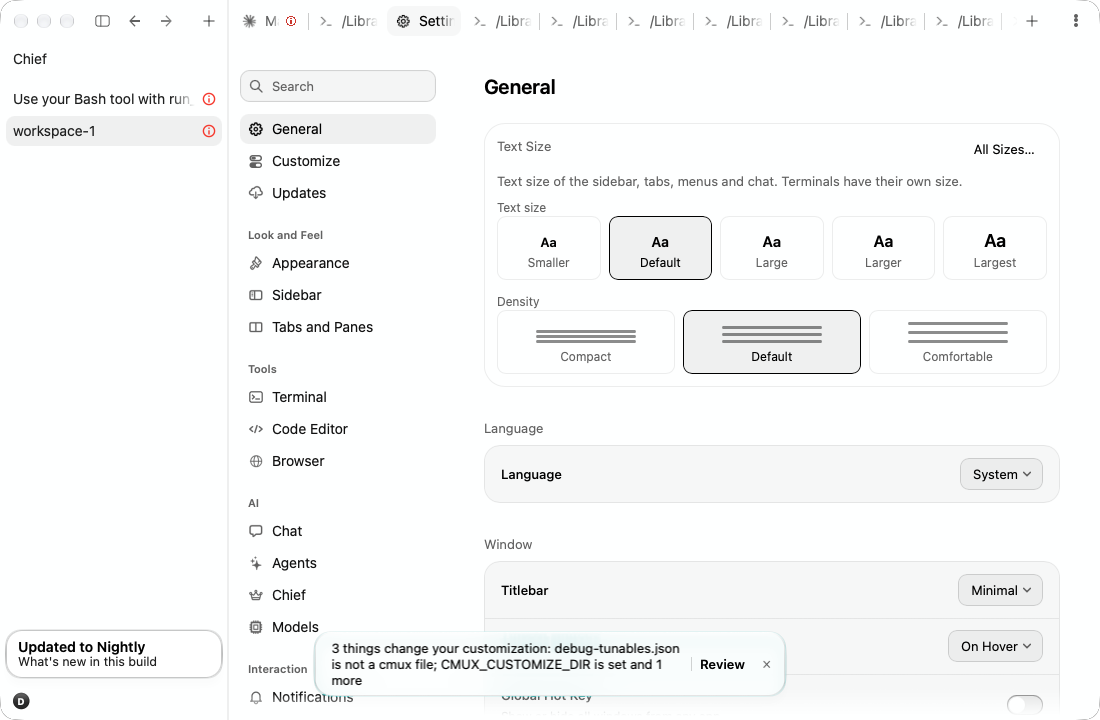 Chief
Use your Bash tool with run
workspace-1
Updated to Nightly
What's new in this build
D
M
/Libra
Settin
/Libra
/Libra
/Libra
/Libra
/Libra
/Libra
/Libra
Search
General
Customize
Updates
Look and Feel
Appearance
Sidebar
Tabs and Panes
Tools
Terminal
Code Editor
Browser
AI
Chat
Agents
Chief
Models
Interaction
Notifications
General
Text Size
All Sizes...
Text size of the sidebar, tabs, menus and chat. Terminals have their own size.
Text size
Aa Aa Aa Aa Aa
Smaller Default Large Larger Largest
Density
Compact Default Comfortable
Language
Language System
Window
Titlebar Minimal
On Hover
Global Hot Key
3 things change your customization: debug-tunables.json
is not a cmux file; CMUX_CUSTOMIZE_DIR is set and 1
more
Review